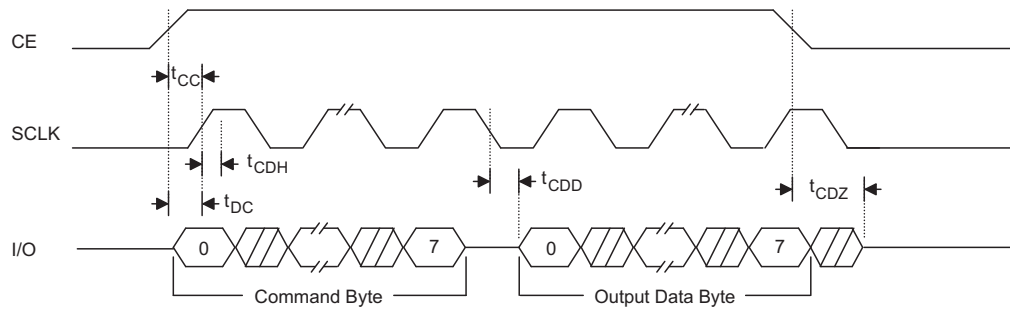 CE
tCC
SCLK
tCDH
tCDD
tCDZ
tDC
I/O
0
7
0
7
Command Byte
Output Data Byte